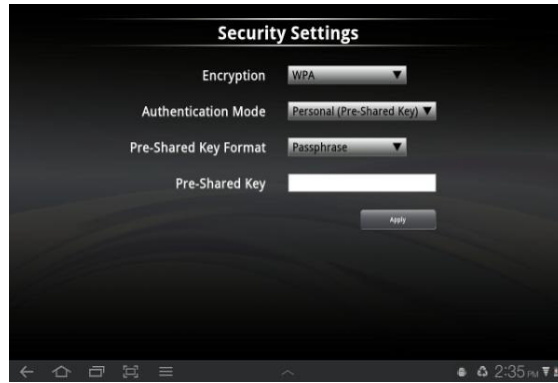 Security Settings
Encryption WPA
Authentication Mode Personal (Pre-Shared Key)
Pre-Shared Key Format Passphrase
Pre-Shared Key
Apply
2:35 PM